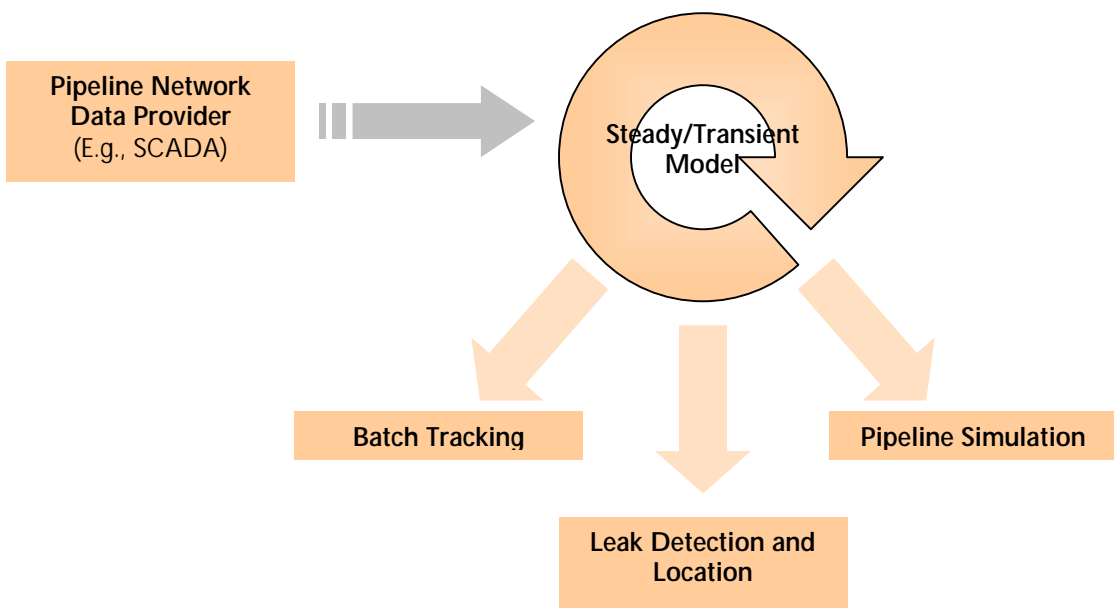 Pipeline Network
Data Provider
(E.g., SCADA)
Steady/Transient
Model
Batch Tracking
Pipeline Simulation
Leak Detection and
Location